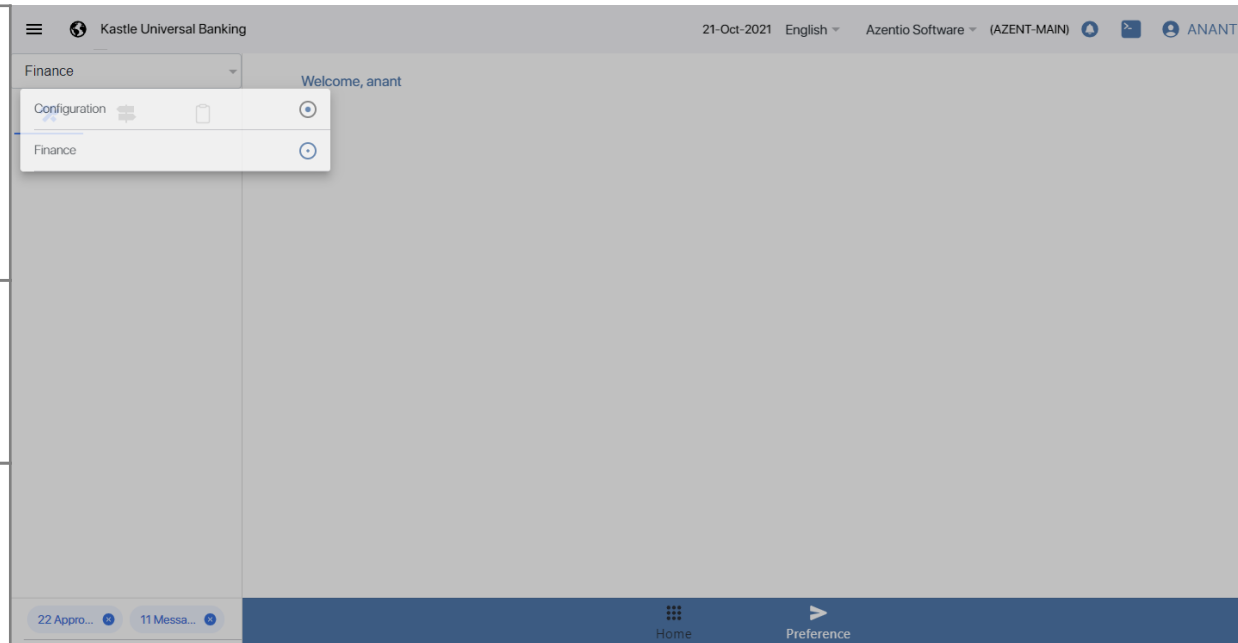 Kastle Universal Banking 21-Oct-2021 English Azentio Software (AZENT-MAIN) ANANT
Finance
Welcome, anant
Configuration
Finance
22 Appro... 11 Messa...
Home Preference